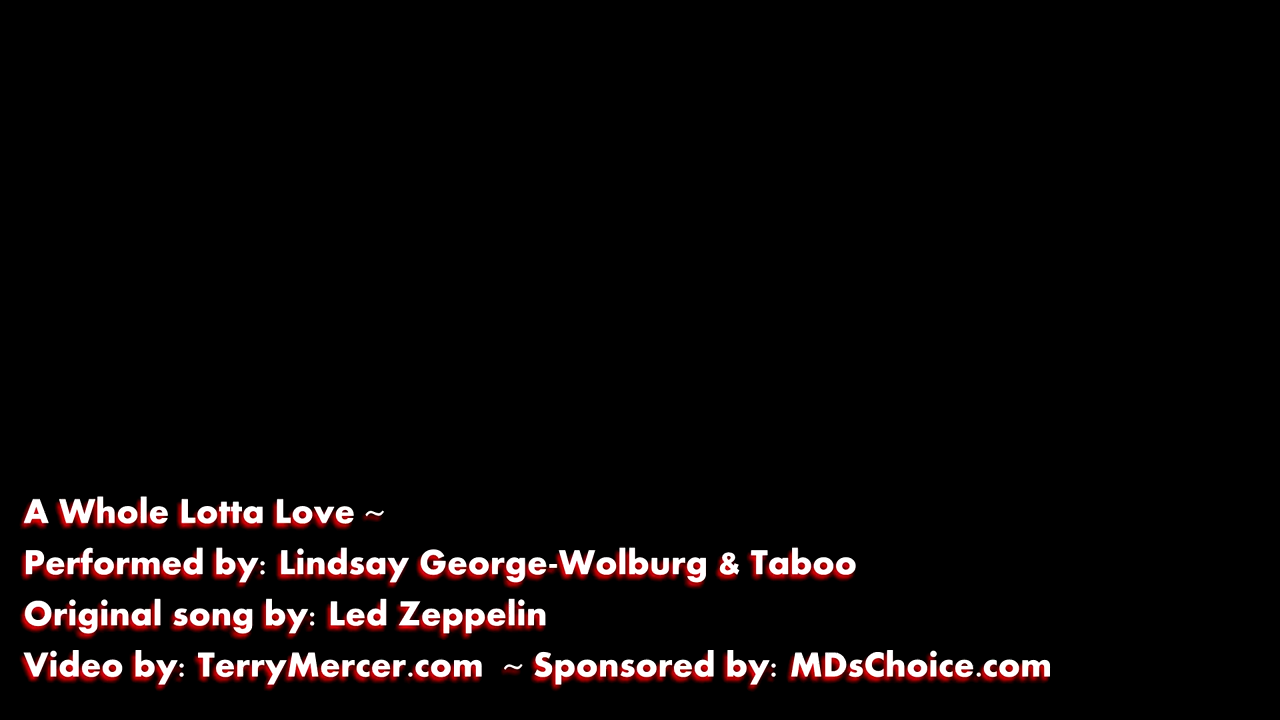 A Whole Lotta Love ~
Performed by: Lindsay George-Wolburg & Taboo
Original song by: Led Zeppelin
Video by: TerryMercer.com ~ Sponsored by: MDsChoice.com